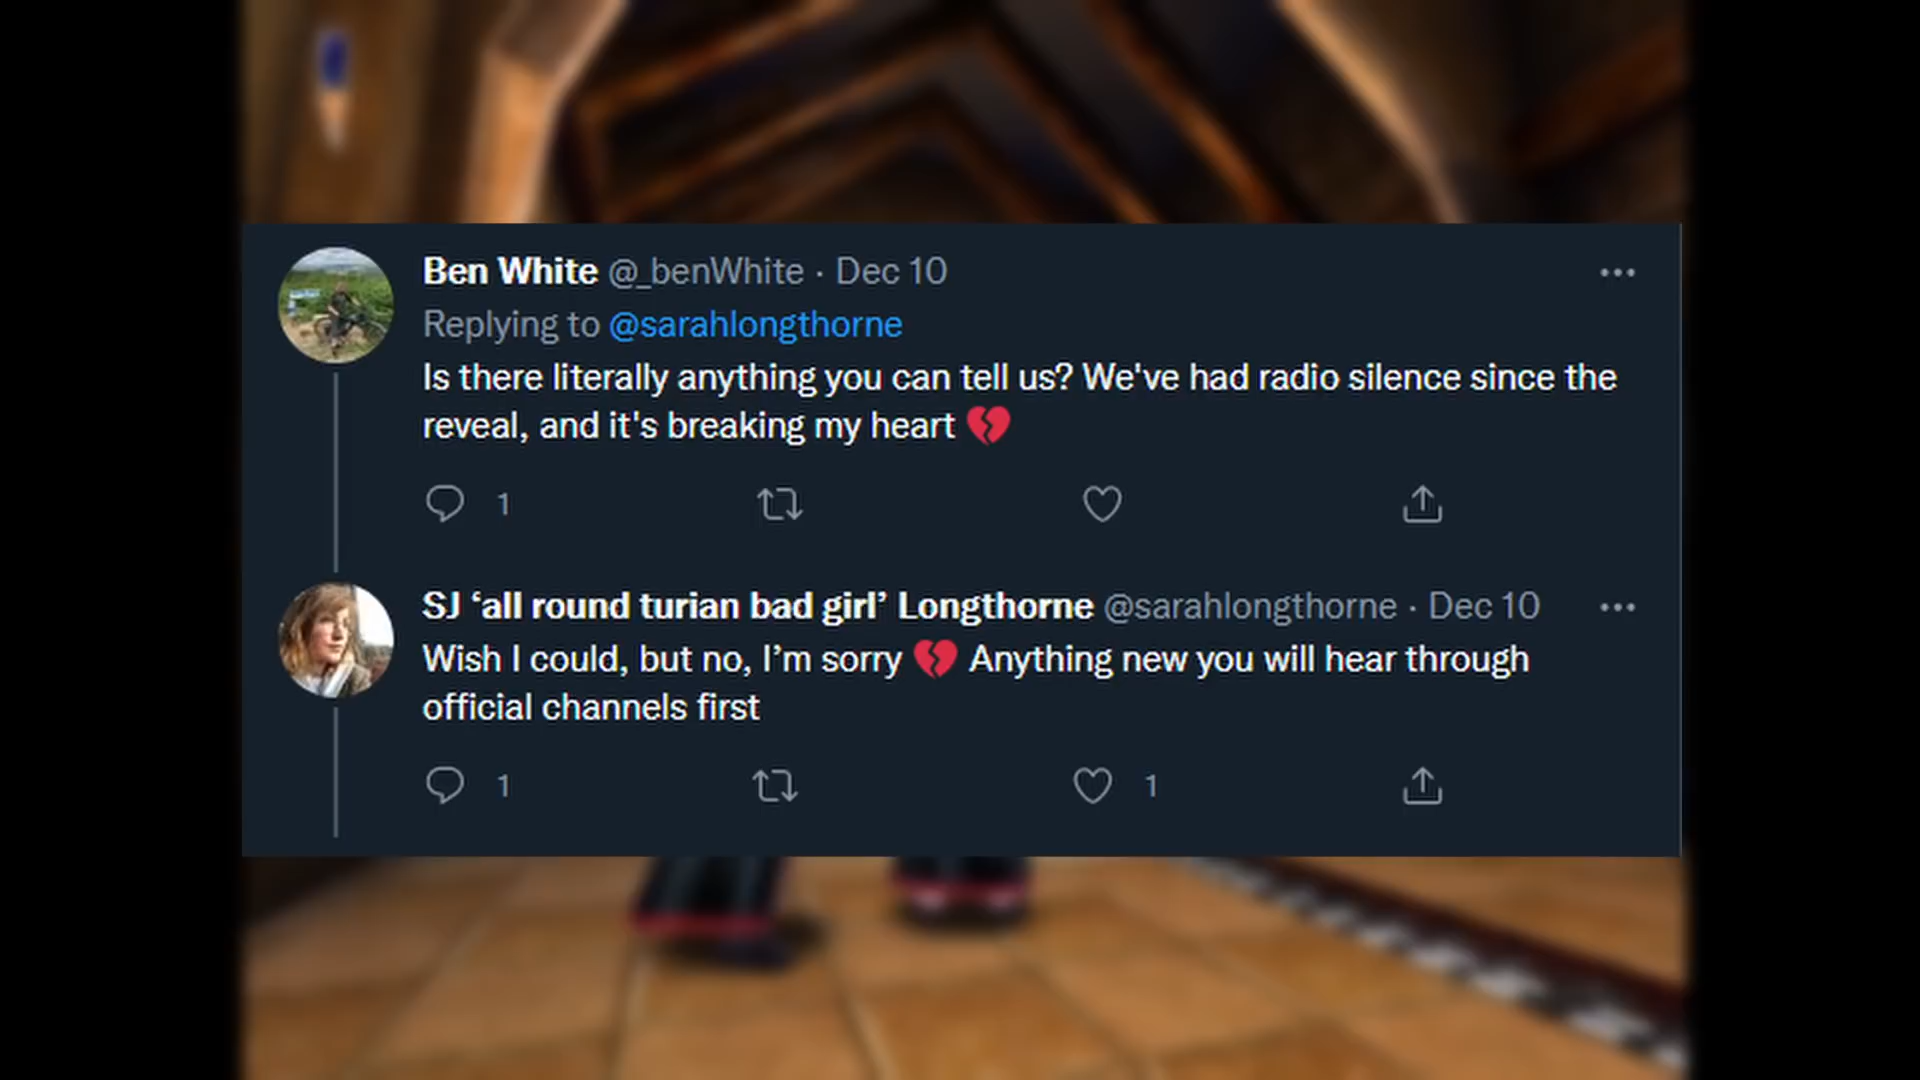 Ben White @_benWhite · Dec 10
Replying to @sarahlongthorne
Is there literally anything you can tell us? We've had radio silence since the
reveal, and it's breaking my heart 💔
1
SJ ‘all round turian bad girl’ Longthorne @sarahlongthorne · Dec 10
Wish I could, but no, I’m sorry 💔 Anything new you will hear through
official channels first
1 1